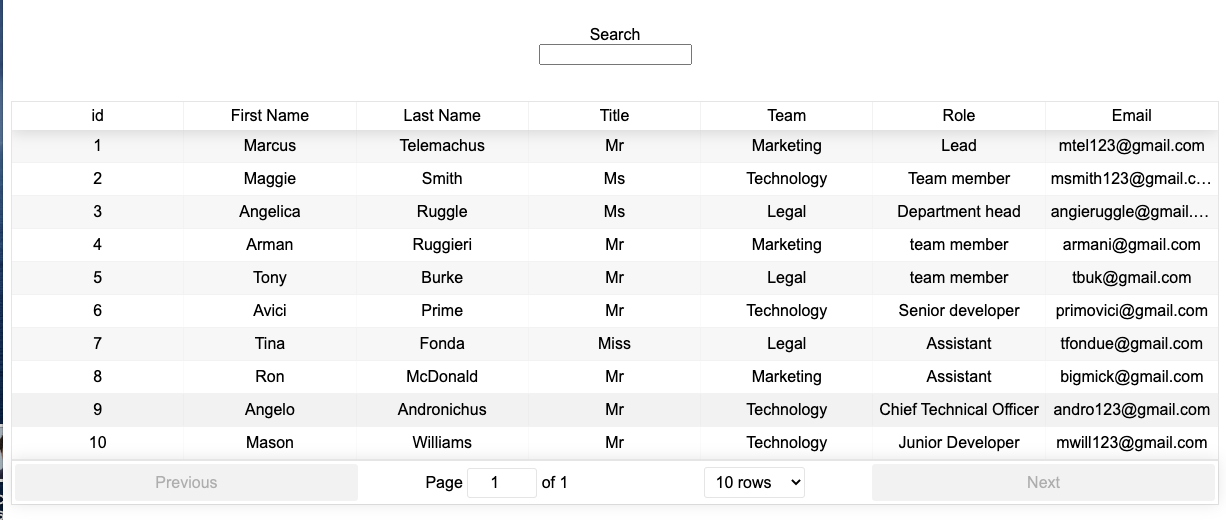 Search
id First Name Last Name Title Team Role Email
1 Marcus Telemachus Mr Marketing Lead mtel123@gmail.com
2 Maggie Smith Ms Technology Team member msmith123@gmail.c...
3 Angelica Ruggle Ms Legal Department head angieruggle@gmail....
4 Arman Ruggieri Mr Marketing team member armani@gmail.com
5 Tony Burke Mr Legal team member tbuk@gmail.com
6 Avici Prime Mr Technology Senior developer primovici@gmail.com
7 Tina Fonda Miss Legal Assistant tfondue@gmail.com
8 Ron McDonald Mr Marketing Assistant bigmick@gmail.com
9 Angelo Andronichus Mr Technology Chief Technical Officer andro123@gmail.com
10 Mason Williams Mr Technology Junior Developer mwill123@gmail.com
Previous Page 1 of 1 10 rows Next